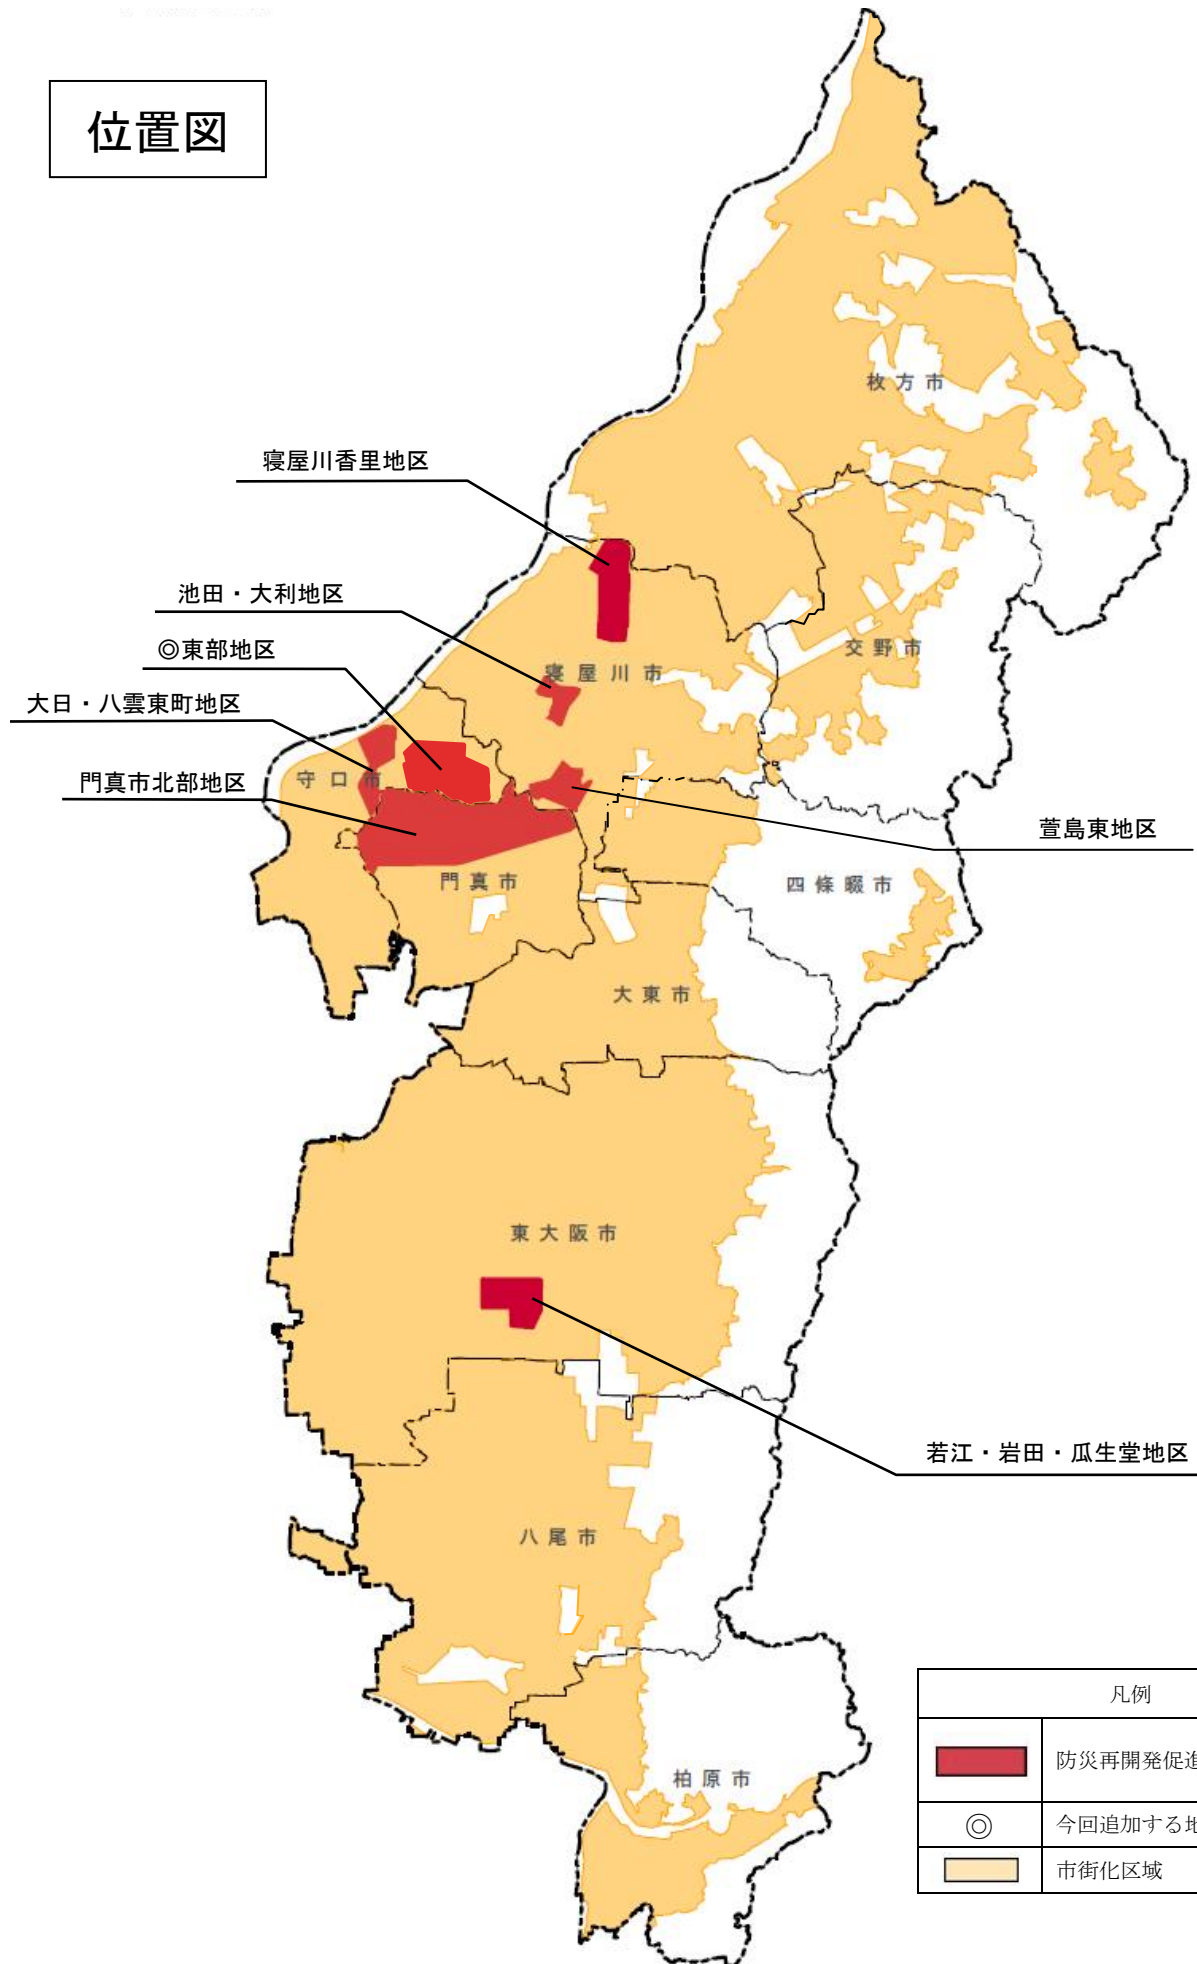 位置図
枚方市
寝屋川香里地区
池田・大利地区
交野市
◎東部地区
寝屋川市
大日・八雲東町地区
守口市
門真市北部地区
萱島東地区
門真市
四條畷市
大東市
東大阪市
若江・岩田・瓜生堂地区
八尾市
柏原市
凡例
防災再開発促進
◎ 今回追加する地
市街化区域